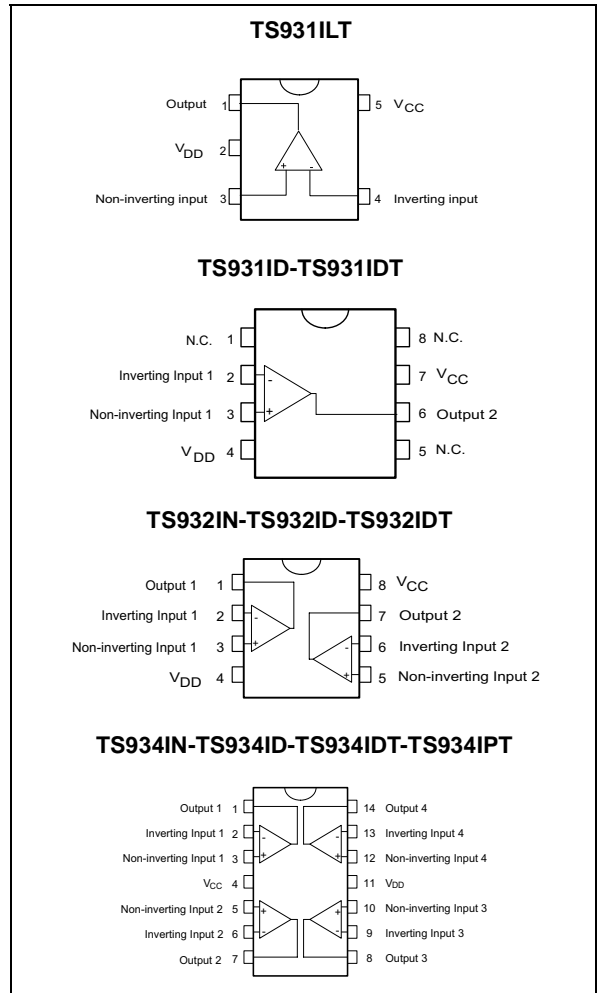 TS931ILT
Output 1
5 VCC
VDD 2
Non-inverting input 3
4 Inverting input
+ -
TS931ID-TS931IDT
N.C. 1
8 N.C.
Inverting Input 1 2
-
7 VCC
Non-inverting Input 1 3
+
6 Output 2
VDD 4
5 N.C.
TS932IN-TS932ID-TS932IDT
Output 1 1
8 VCC
Inverting Input 1 2
-
7 Output 2
Non-inverting Input 1 3
+
-
6 Inverting Input 2
VDD 4
+
5 Non-inverting Input 2
TS934IN-TS934ID-TS934IDT-TS934IPT
Output 1 1
14 Output 4
Inverting Input 1 2
- -
13 Inverting Input 4
Non-inverting Input 1 3
+ +
12 Non-inverting Input 4
VCC 4
11 VDD
Non-inverting Input 2 5
+ +
10 Non-inverting Input 3
Inverting Input 2 6
- -
9 Inverting Input 3
Output 2 7
8 Output 3